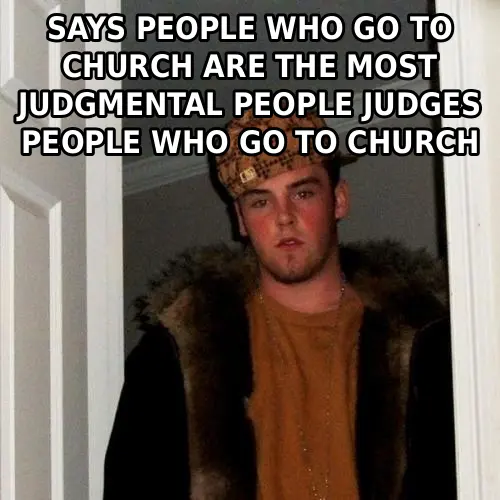 SAYS PEOPLE WHO GO TO
CHURCH ARE THE MOST
JUDGMENTAL PEOPLE JUDGES
PEOPLE WHO GO TO CHURCH